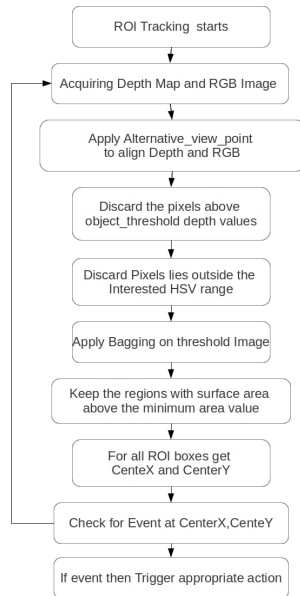 ROI Tracking starts
Acquiring Depth Map and RGB Image
Apply Alternative_view_point
to align Depth and RGB
Discard the pixels above
object_threshold depth values
Discard Pixels lies outside the
Interested HSV range
Apply Bagging on threshold Image
Keep the regions with surface area
above the minimum area value
For all ROI boxes get
CenteX and CenterY
Check for Event at CenterX,CenteY
If event then Trigger appropriate action